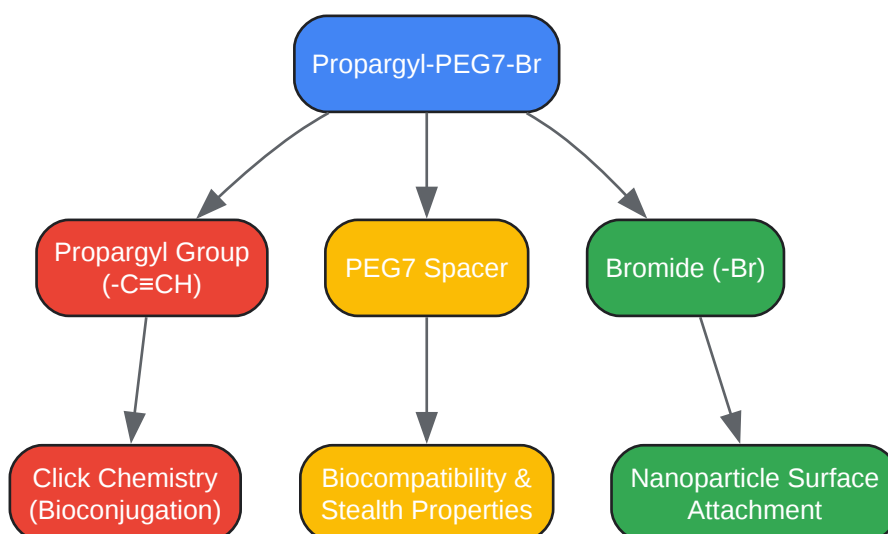 Propargyl-PEG7-Br
Propargyl Group
(-C≡CH)
PEG7 Spacer
Bromide (-Br)
Click Chemistry
(Bioconjugation)
Biocompatibility &
Stealth Properties
Nanoparticle Surface
Attachment